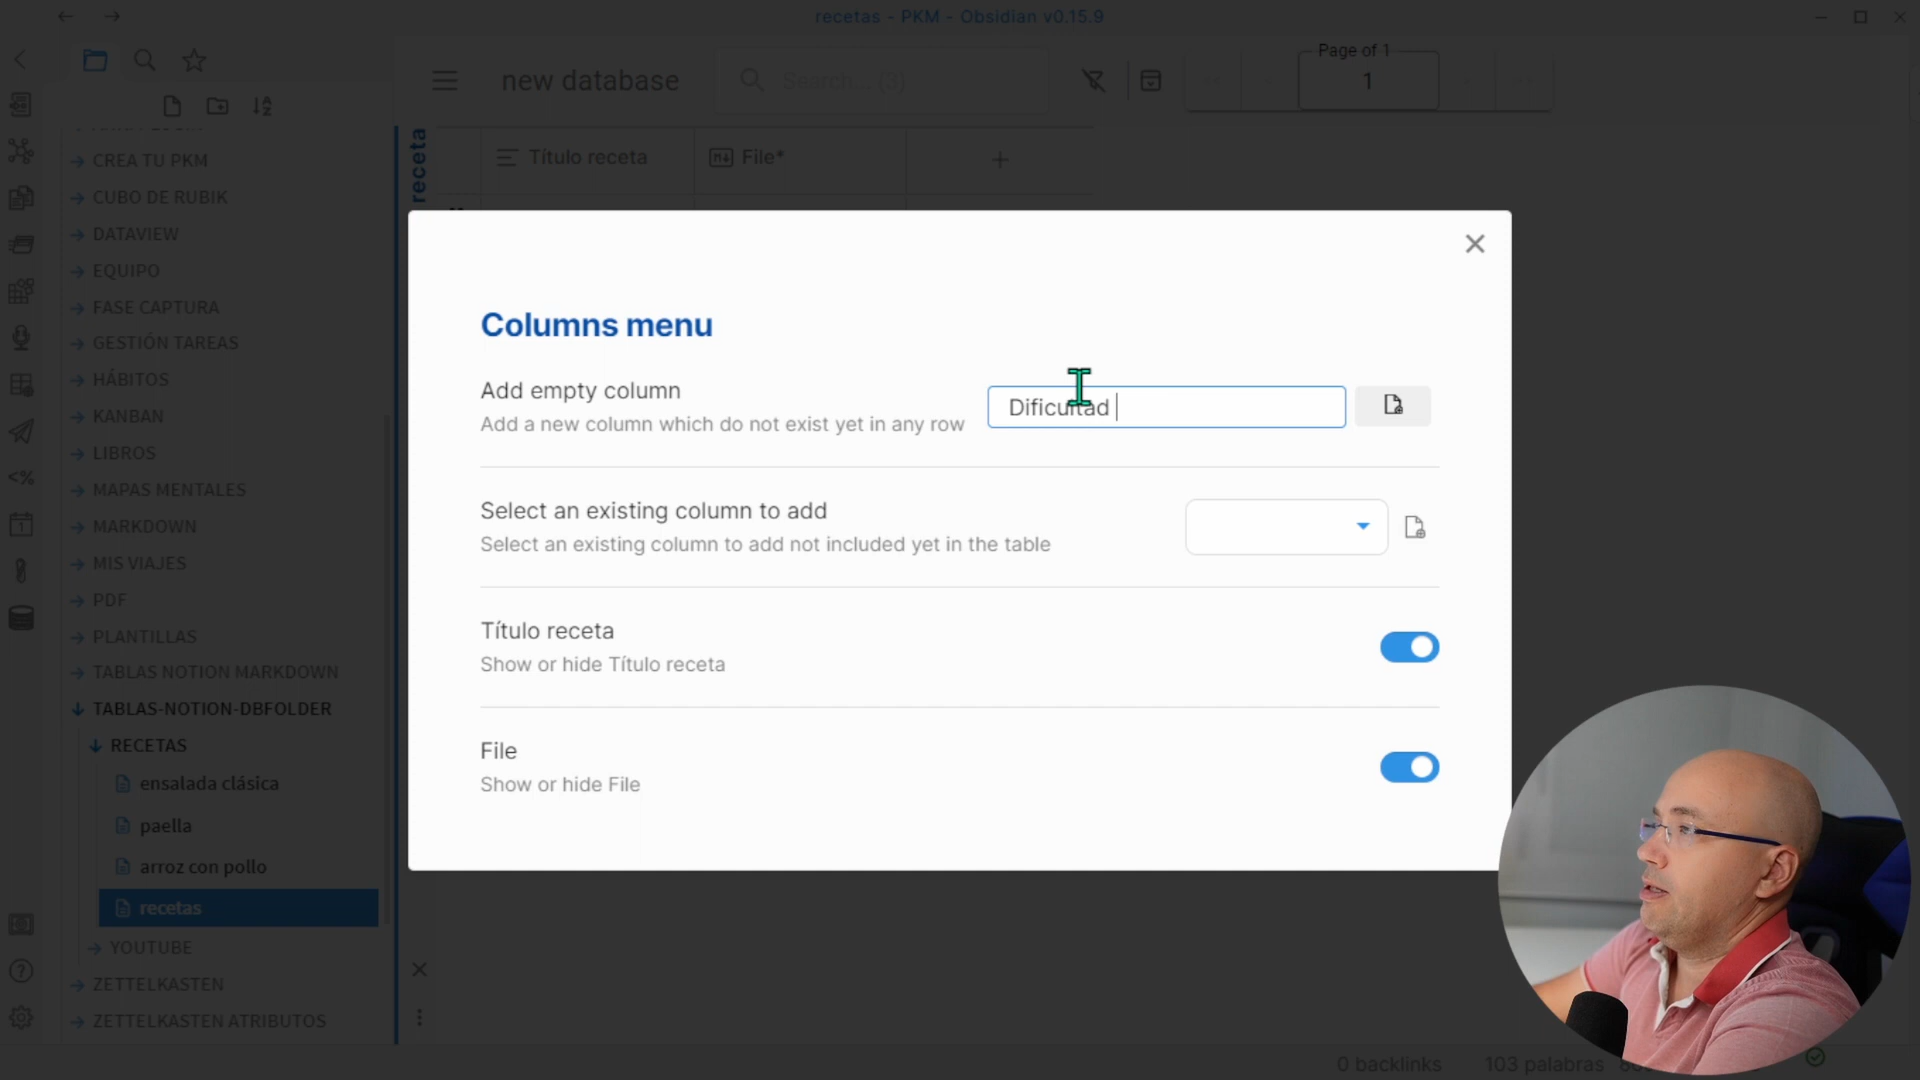 recetas - PKM - Obsidian v0.15.9
new database
Search... (3)
Page of 1
1
CREA TU PKM
CUBO DE RUBIK
DATAVIEW
EQUIPO
FASE CAPTURA
GESTIÓN TAREAS
HÁBITOS
KANBAN
LIBROS
MAPAS MENTALES
MARKDOWN
MIS VIAJES
PDF
PLANTILLAS
TABLAS NOTION MARKDOWN
TABLAS-NOTION-DBFOLDER
RECETAS
ensalada clásica
paella
arroz con pollo
recetas
YOUTUBE
ZETTELKASTEN
ZETTELKASTEN ATRIBUTOS
receta
Título receta
File*
Columns menu
Add empty column
Add a new column which do not exist yet in any row
Dificultad
Select an existing column to add
Select an existing column to add not included yet in the table
Título receta
Show or hide Título receta
File
Show or hide File
0 backlinks
103 palabras